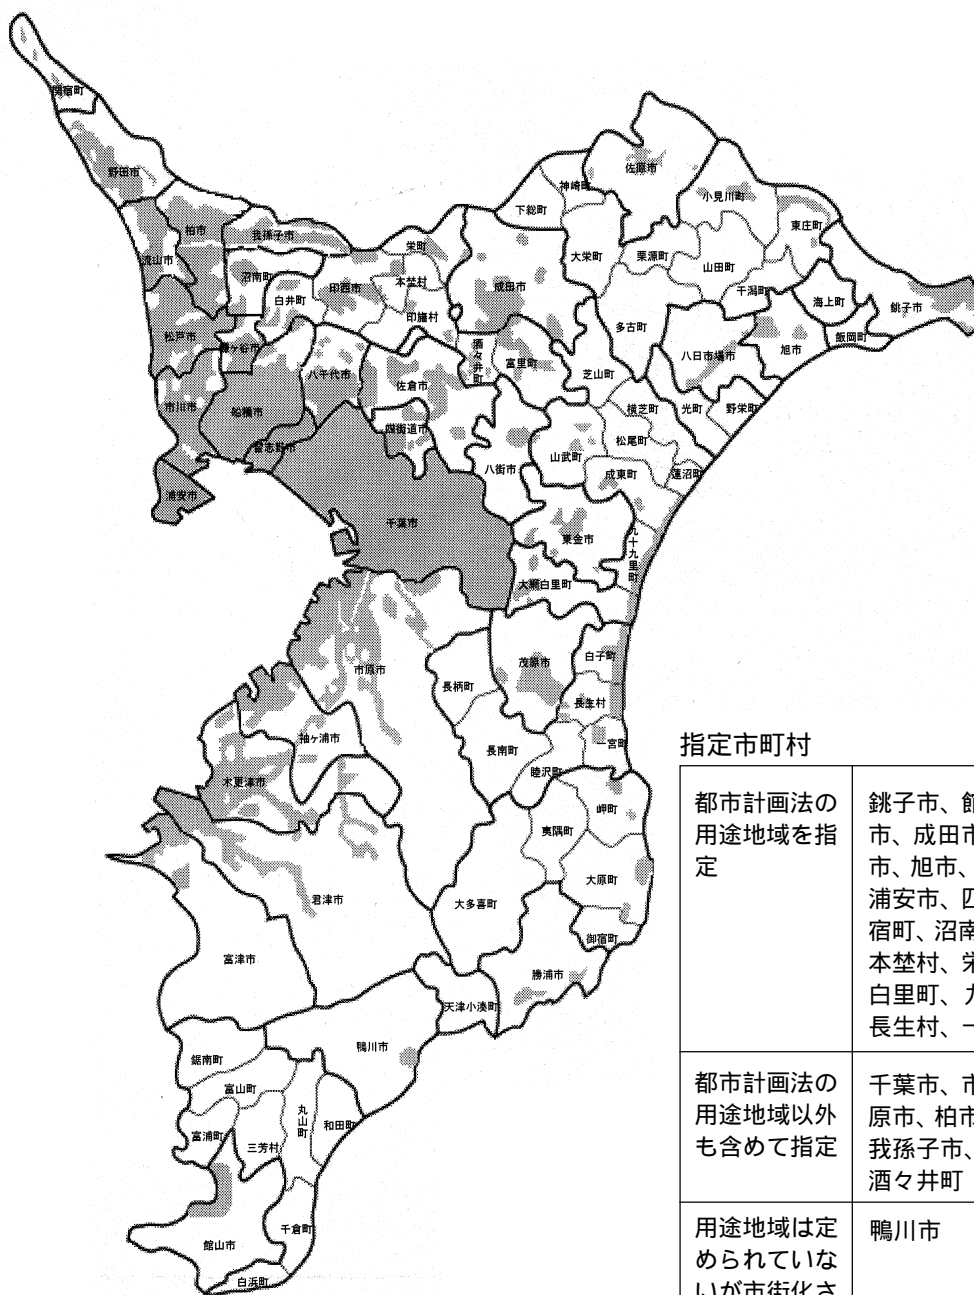 関宿町
野田市
柏市
流山市
我孫子市
沼南町
白井町
印西市
栄町
本埜村
印旛村
成田市
下総町
神崎町
佐原市
小見川町
東庄町
大栄町
栗源町
山田町
干潟町
海上町
銚子市
飯岡町
旭市
八日市場市
多古町
松戸市
鎌ヶ谷市
八千代市
佐倉市
酒々井町
富里町
芝山町
市川市
船橋市
習志野市
四街道市
八街市
山武町
横芝町
光町
野栄町
松尾町
成東町
蓮沼町
浦安市
千葉市
東金市
九十九里町
大網白里町
市原市
茂原市
白子町
長柄町
長生村
袖ヶ浦市
長南町
一宮町
睦沢町
木更津市
岬町
夷隅町
大原町
君津市
大多喜町
御宿町
富津市
勝浦市
天津小湊町
鴨川市
鋸南町
富山町
丸山町
和田町
富浦町
三芳村
千倉町
館山市
白浜町
指定市町村
都市計画法の
用途地域を指
定
銚子市、館
市、成田市
市、旭市、
浦安市、四
宿町、沼南
本埜村、栄
白里町、九
長生村、一
都市計画法の
用途地域以外
も含めて指定
千葉市、市
原市、柏市
我孫子市、
酒々井町
用途地域は定
められていな
いが市街化さ
鴨川市